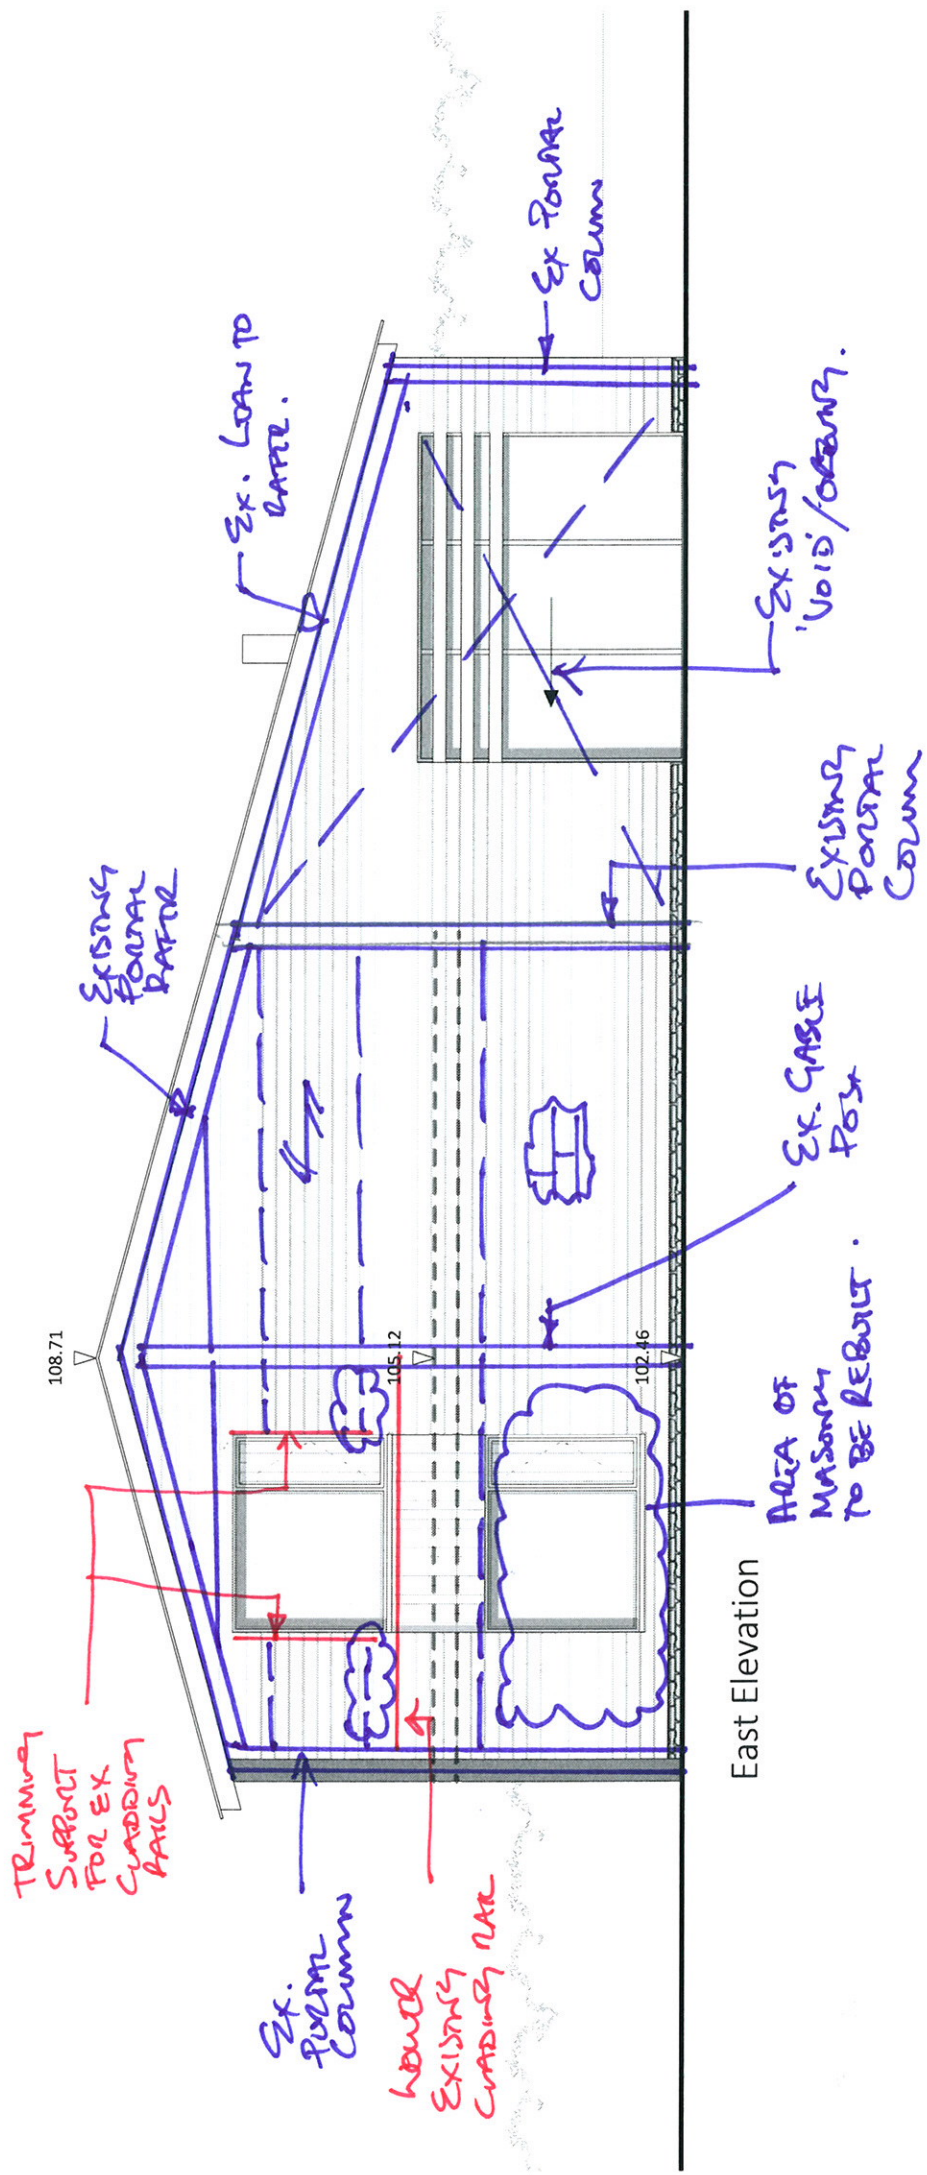 108.71
105.12
102.46
TRIMMING
SUPPORT
FOR EX
CLADDING
RAILS
EX.
PORTAL
COLUMN
LOWER
EXISTING
CLADDING RAIL
EXISTING
PORTAL
RAFTR
EX. LEAN TO
RAFTER.
EX PORTAL
COLUMN
EXISTING
'VOID'/OPENING.
EXISTING
PORTAL
COLUMN
EX. GABLE
POST
AREA OF
MASONRY
TO BE REBUILT.
East Elevation